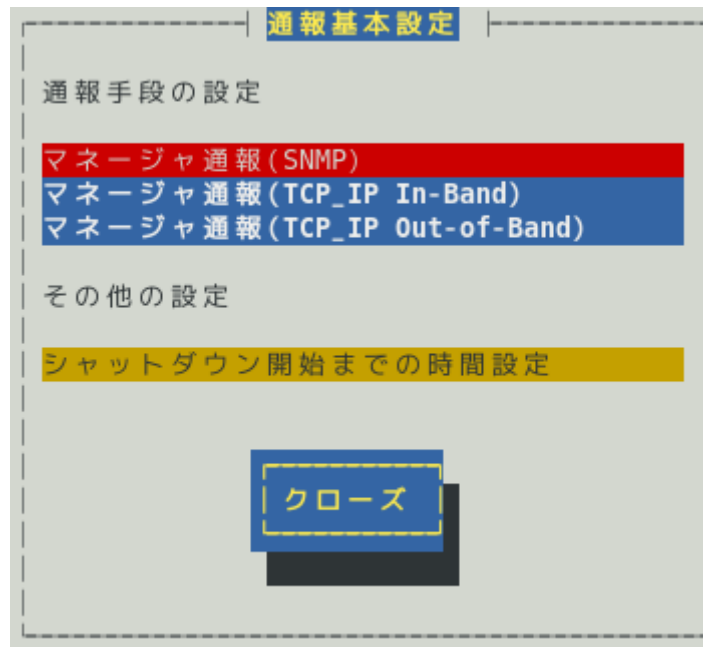 通報基本設定
通報手段の設定
マネージャ通報(SNMP)
マネージャ通報(TCP_IP In-Band)
マネージャ通報(TCP_IP Out-of-Band)
その他の設定
シャットダウン開始までの時間設定
クローズ